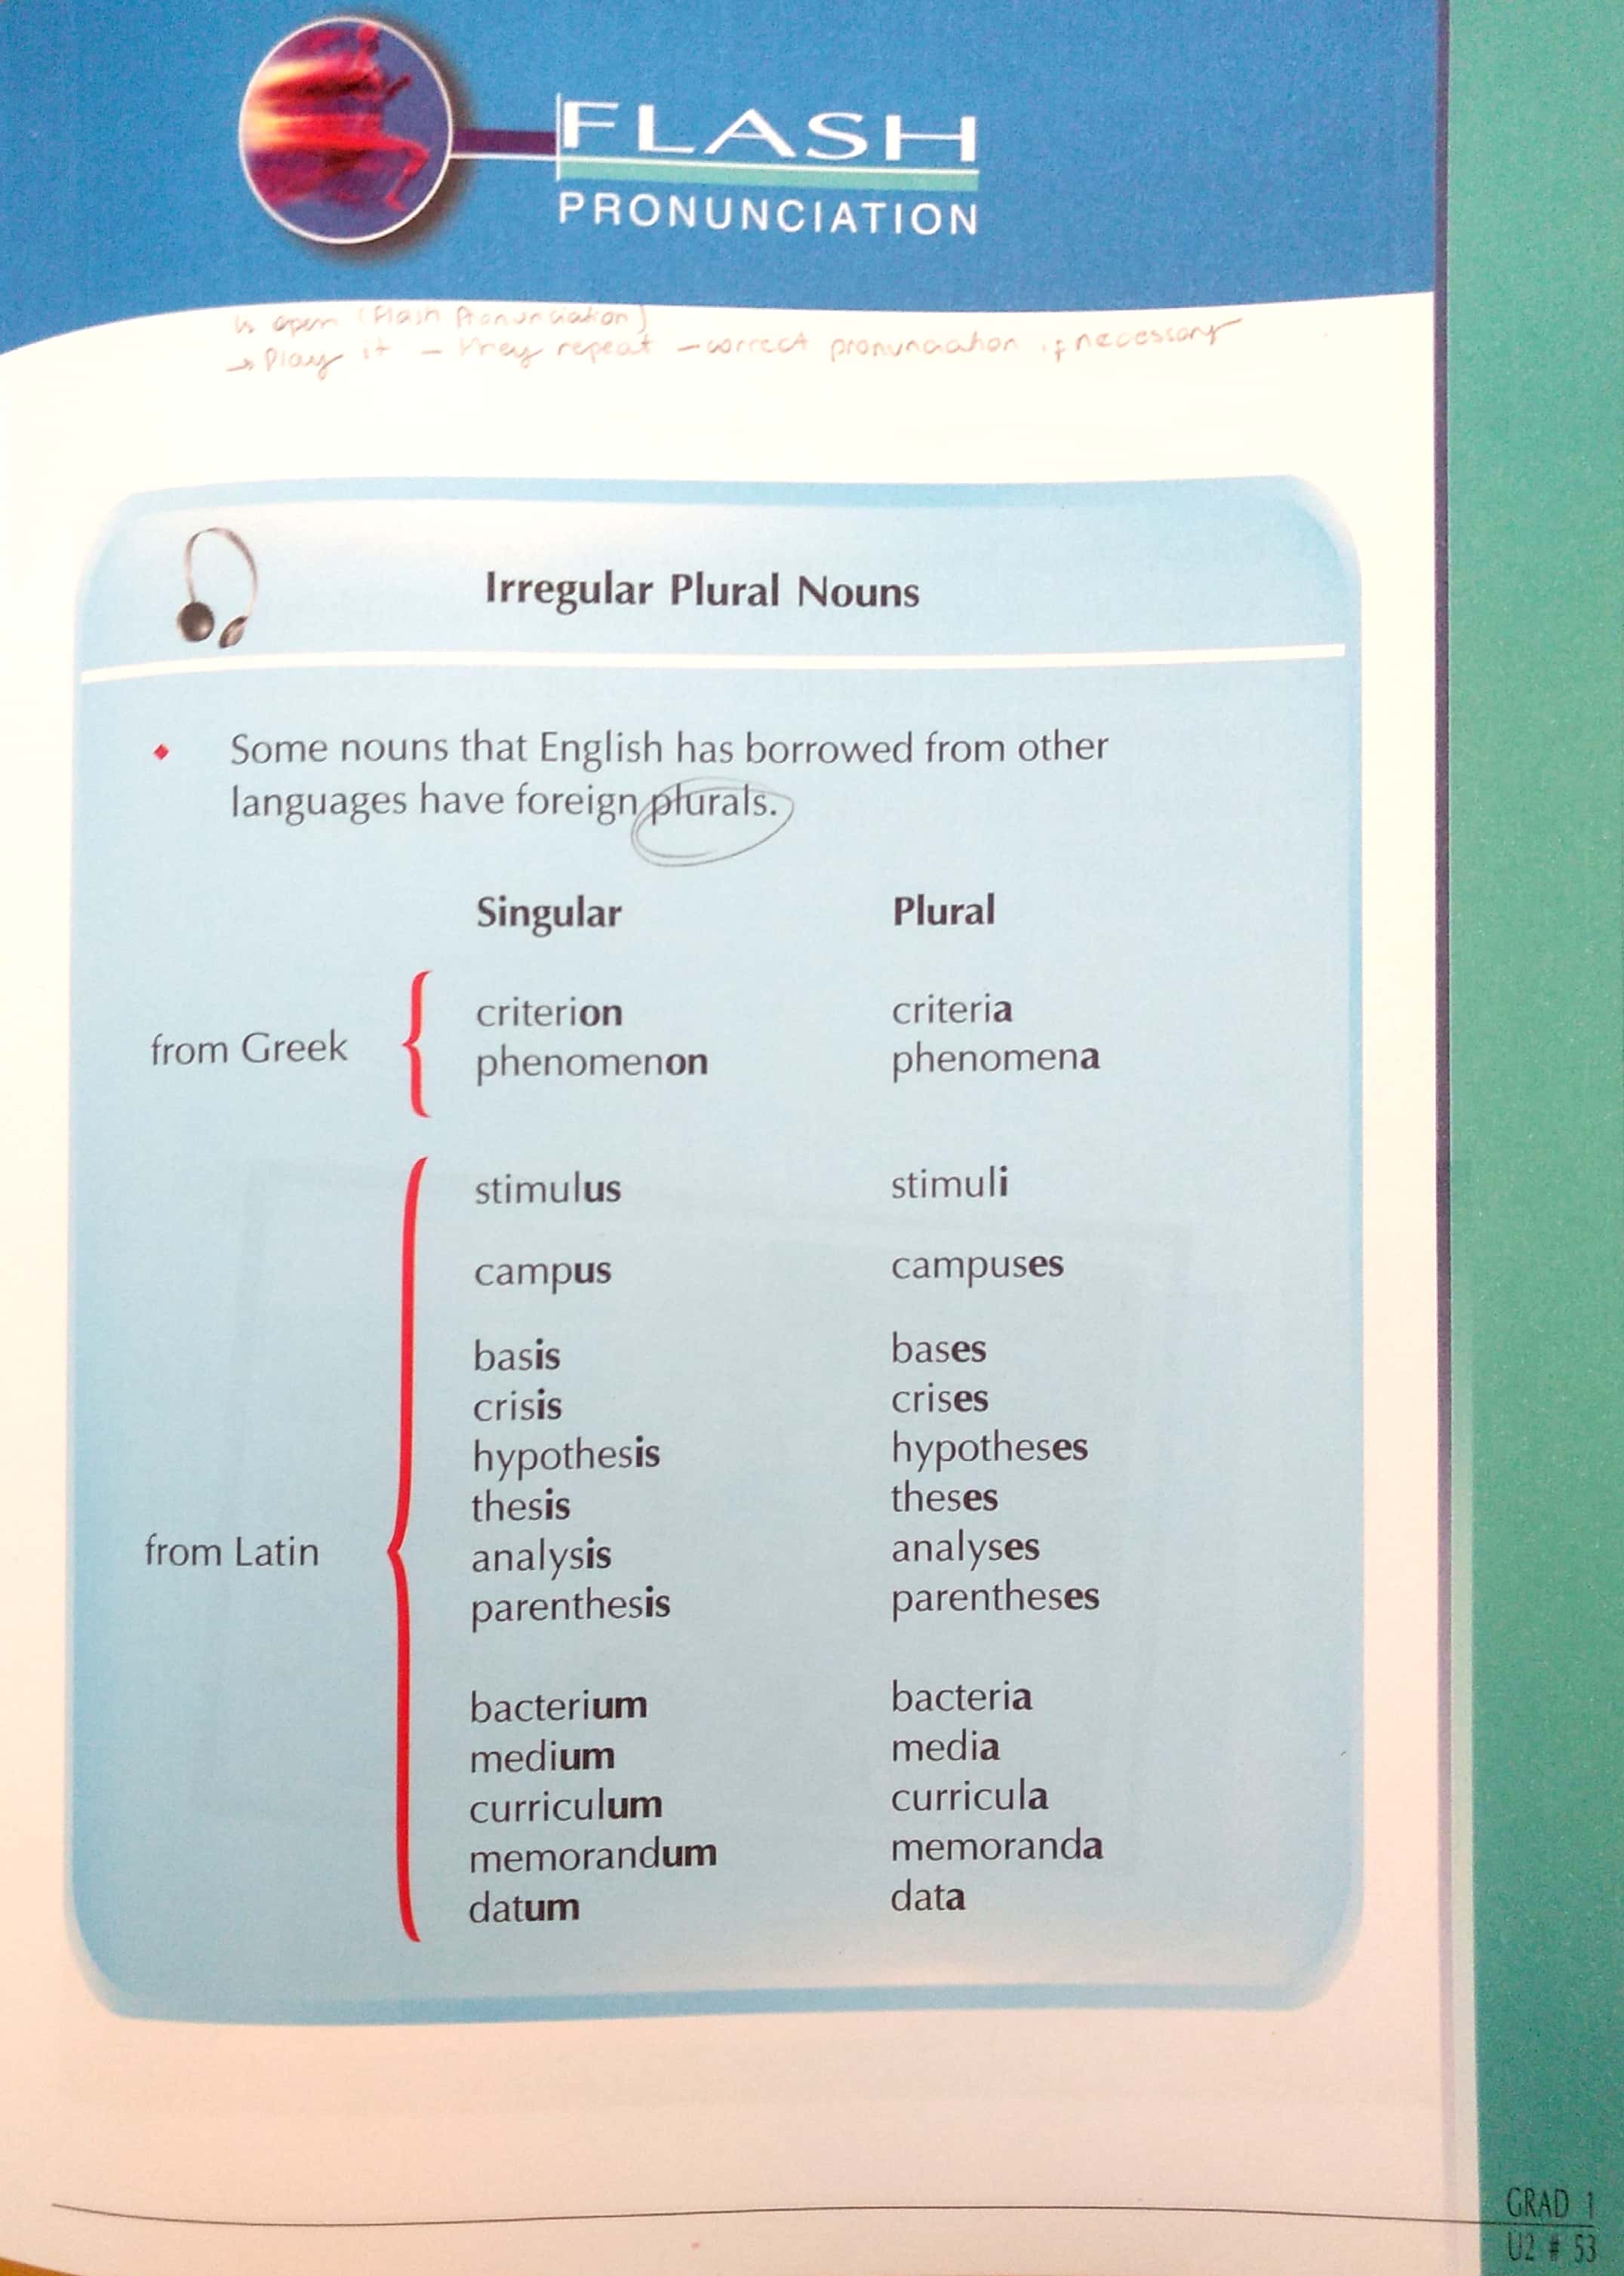 FLASH
PRONUNCIATION
↳ open (Flash Pronunciation)
→ Play it – they repeat – correct pronunciation if necessary
Irregular Plural Nouns
Some nouns that English has borrowed from other
languages have foreign plurals.
Singular Plural
from Greek
criterion criteria
phenomenon phenomena
from Latin
stimulus stimuli
campus campuses
basis bases
crisis crises
hypothesis hypotheses
thesis theses
analysis analyses
parenthesis parentheses
bacterium bacteria
medium media
curriculum curricula
memorandum memoranda
datum data
GRAD 1
U2 # 53